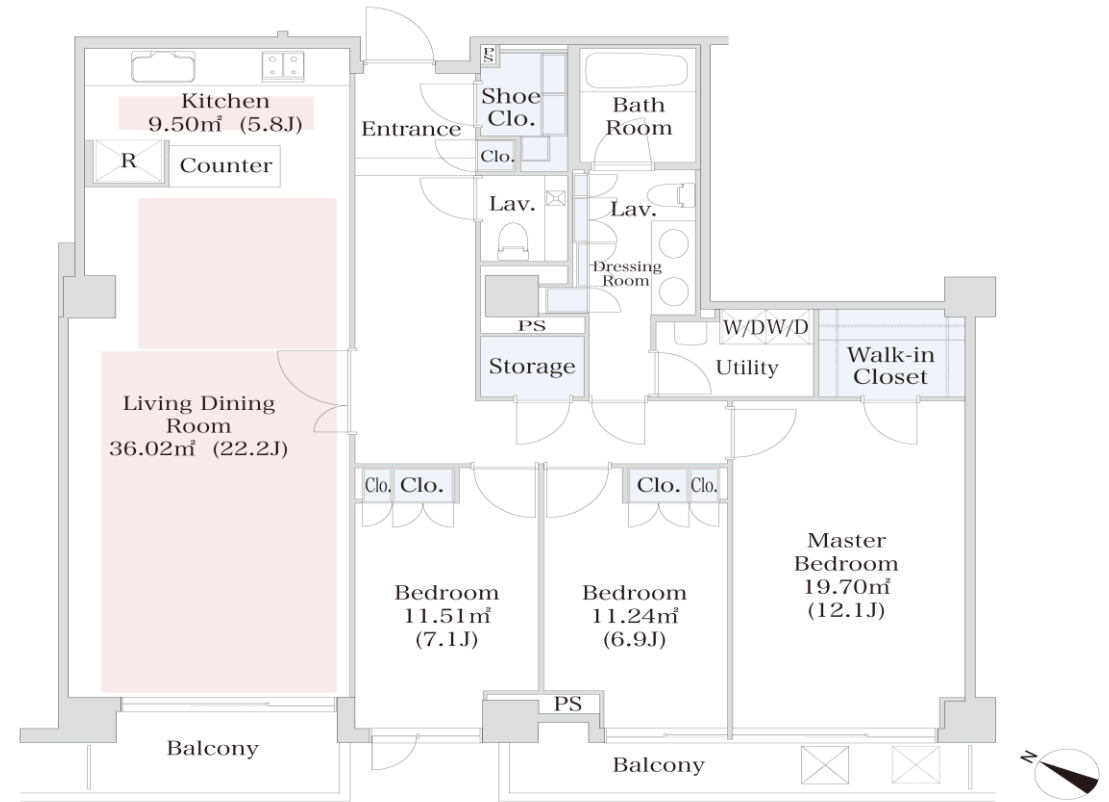 PS
Kitchen
9.50㎡ (5.8J)
Entrance
Shoe
Clo.
Bath
Room
R
Counter
Clo.
Lav.
Lav.
Dressing
Room
PS
Storage
W/D W/D
Utility
Walk-in
Closet
Living Dining
Room
36.02㎡ (22.2J)
Clo.
Clo.
Clo.
Clo.
Bedroom
11.51㎡
(7.1J)
Bedroom
11.24㎡
(6.9J)
Master
Bedroom
19.70㎡
(12.1J)
PS
Balcony
Balcony
N